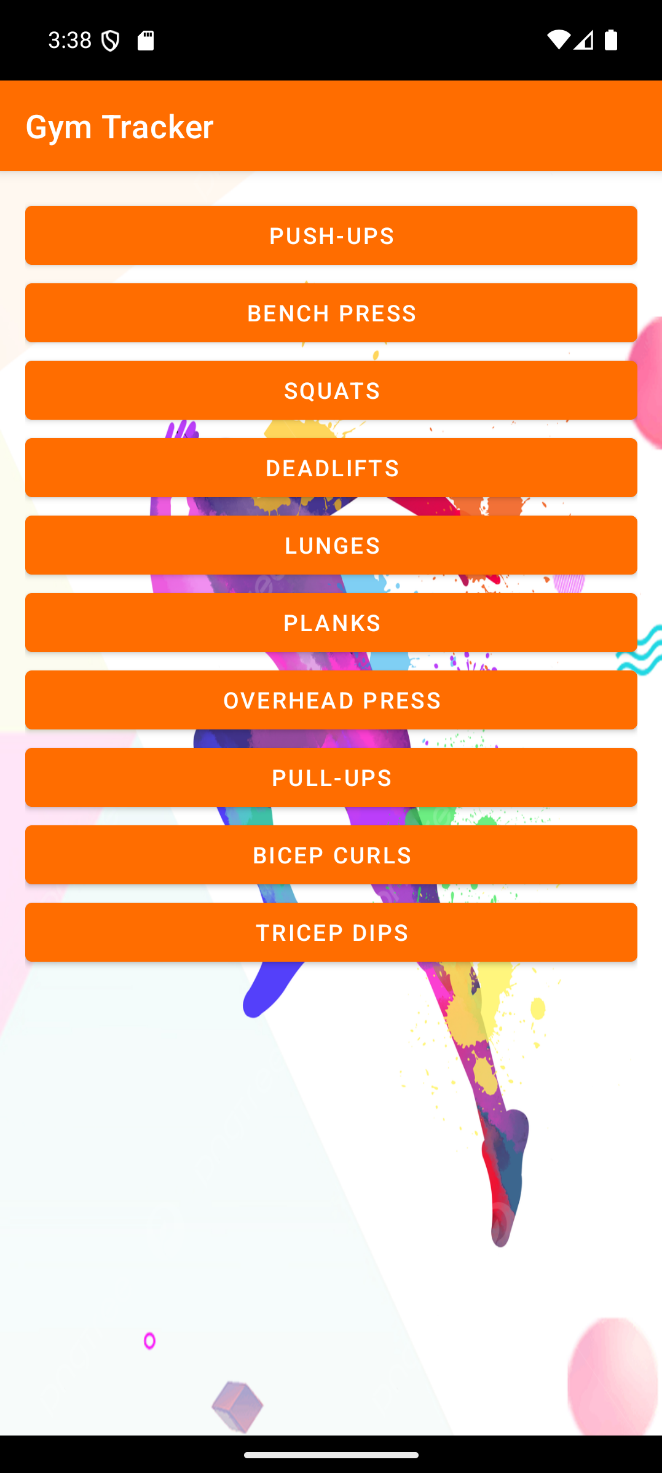 3:38
Gym Tracker
PUSH-UPS
BENCH PRESS
SQUATS
DEADLIFTS
LUNGES
PLANKS
OVERHEAD PRESS
PULL-UPS
BICEP CURLS
TRICEP DIPS